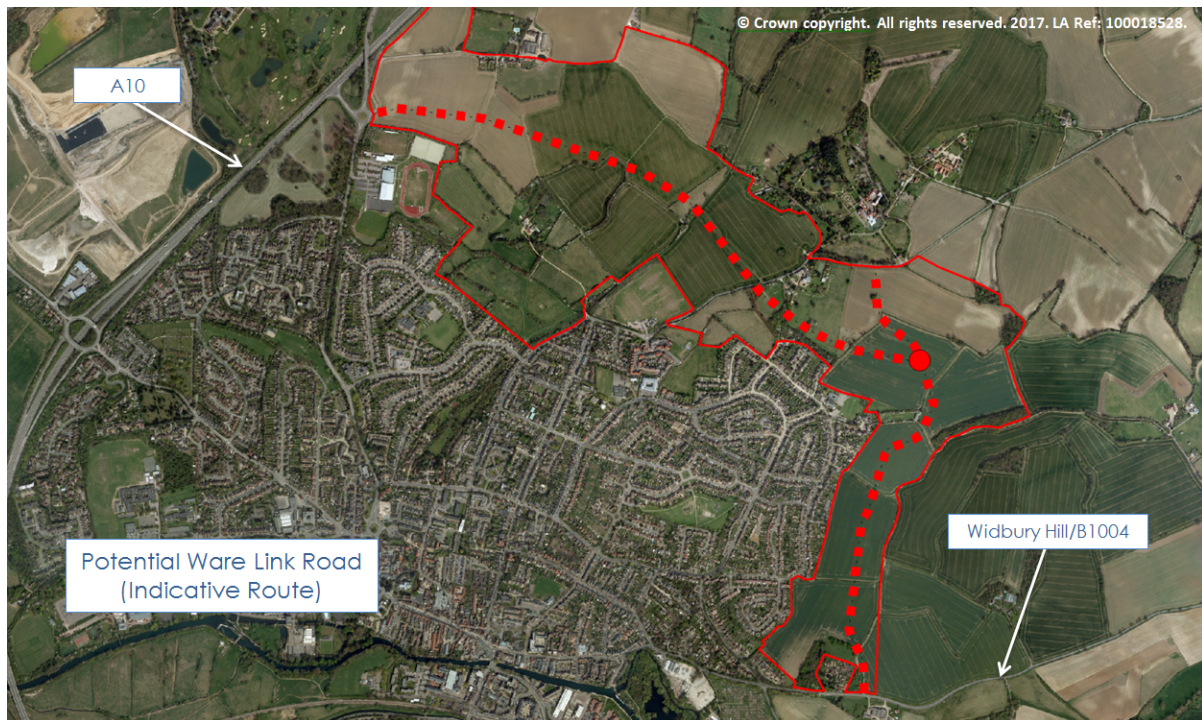 © Crown copyright. All rights reserved. 2017. LA Ref: 100018528.
A10
Widbury Hill/B1004
Potential Ware Link Road
(Indicative Route)